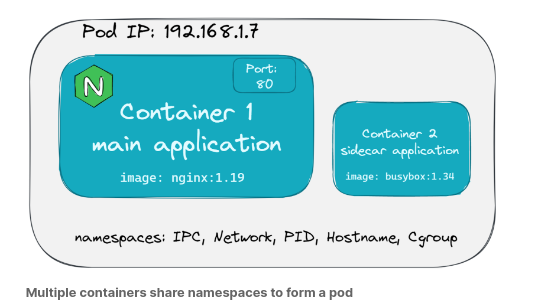 Pod IP: 192.168.1.7
Port:
80
N
Container 1
main application
image: nginx:1.19
Container 2
sidecar application
image: busybox:1.34
namespaces: IPC, Network, PID, Hostname, Cgroup
Multiple containers share namespaces to form a pod